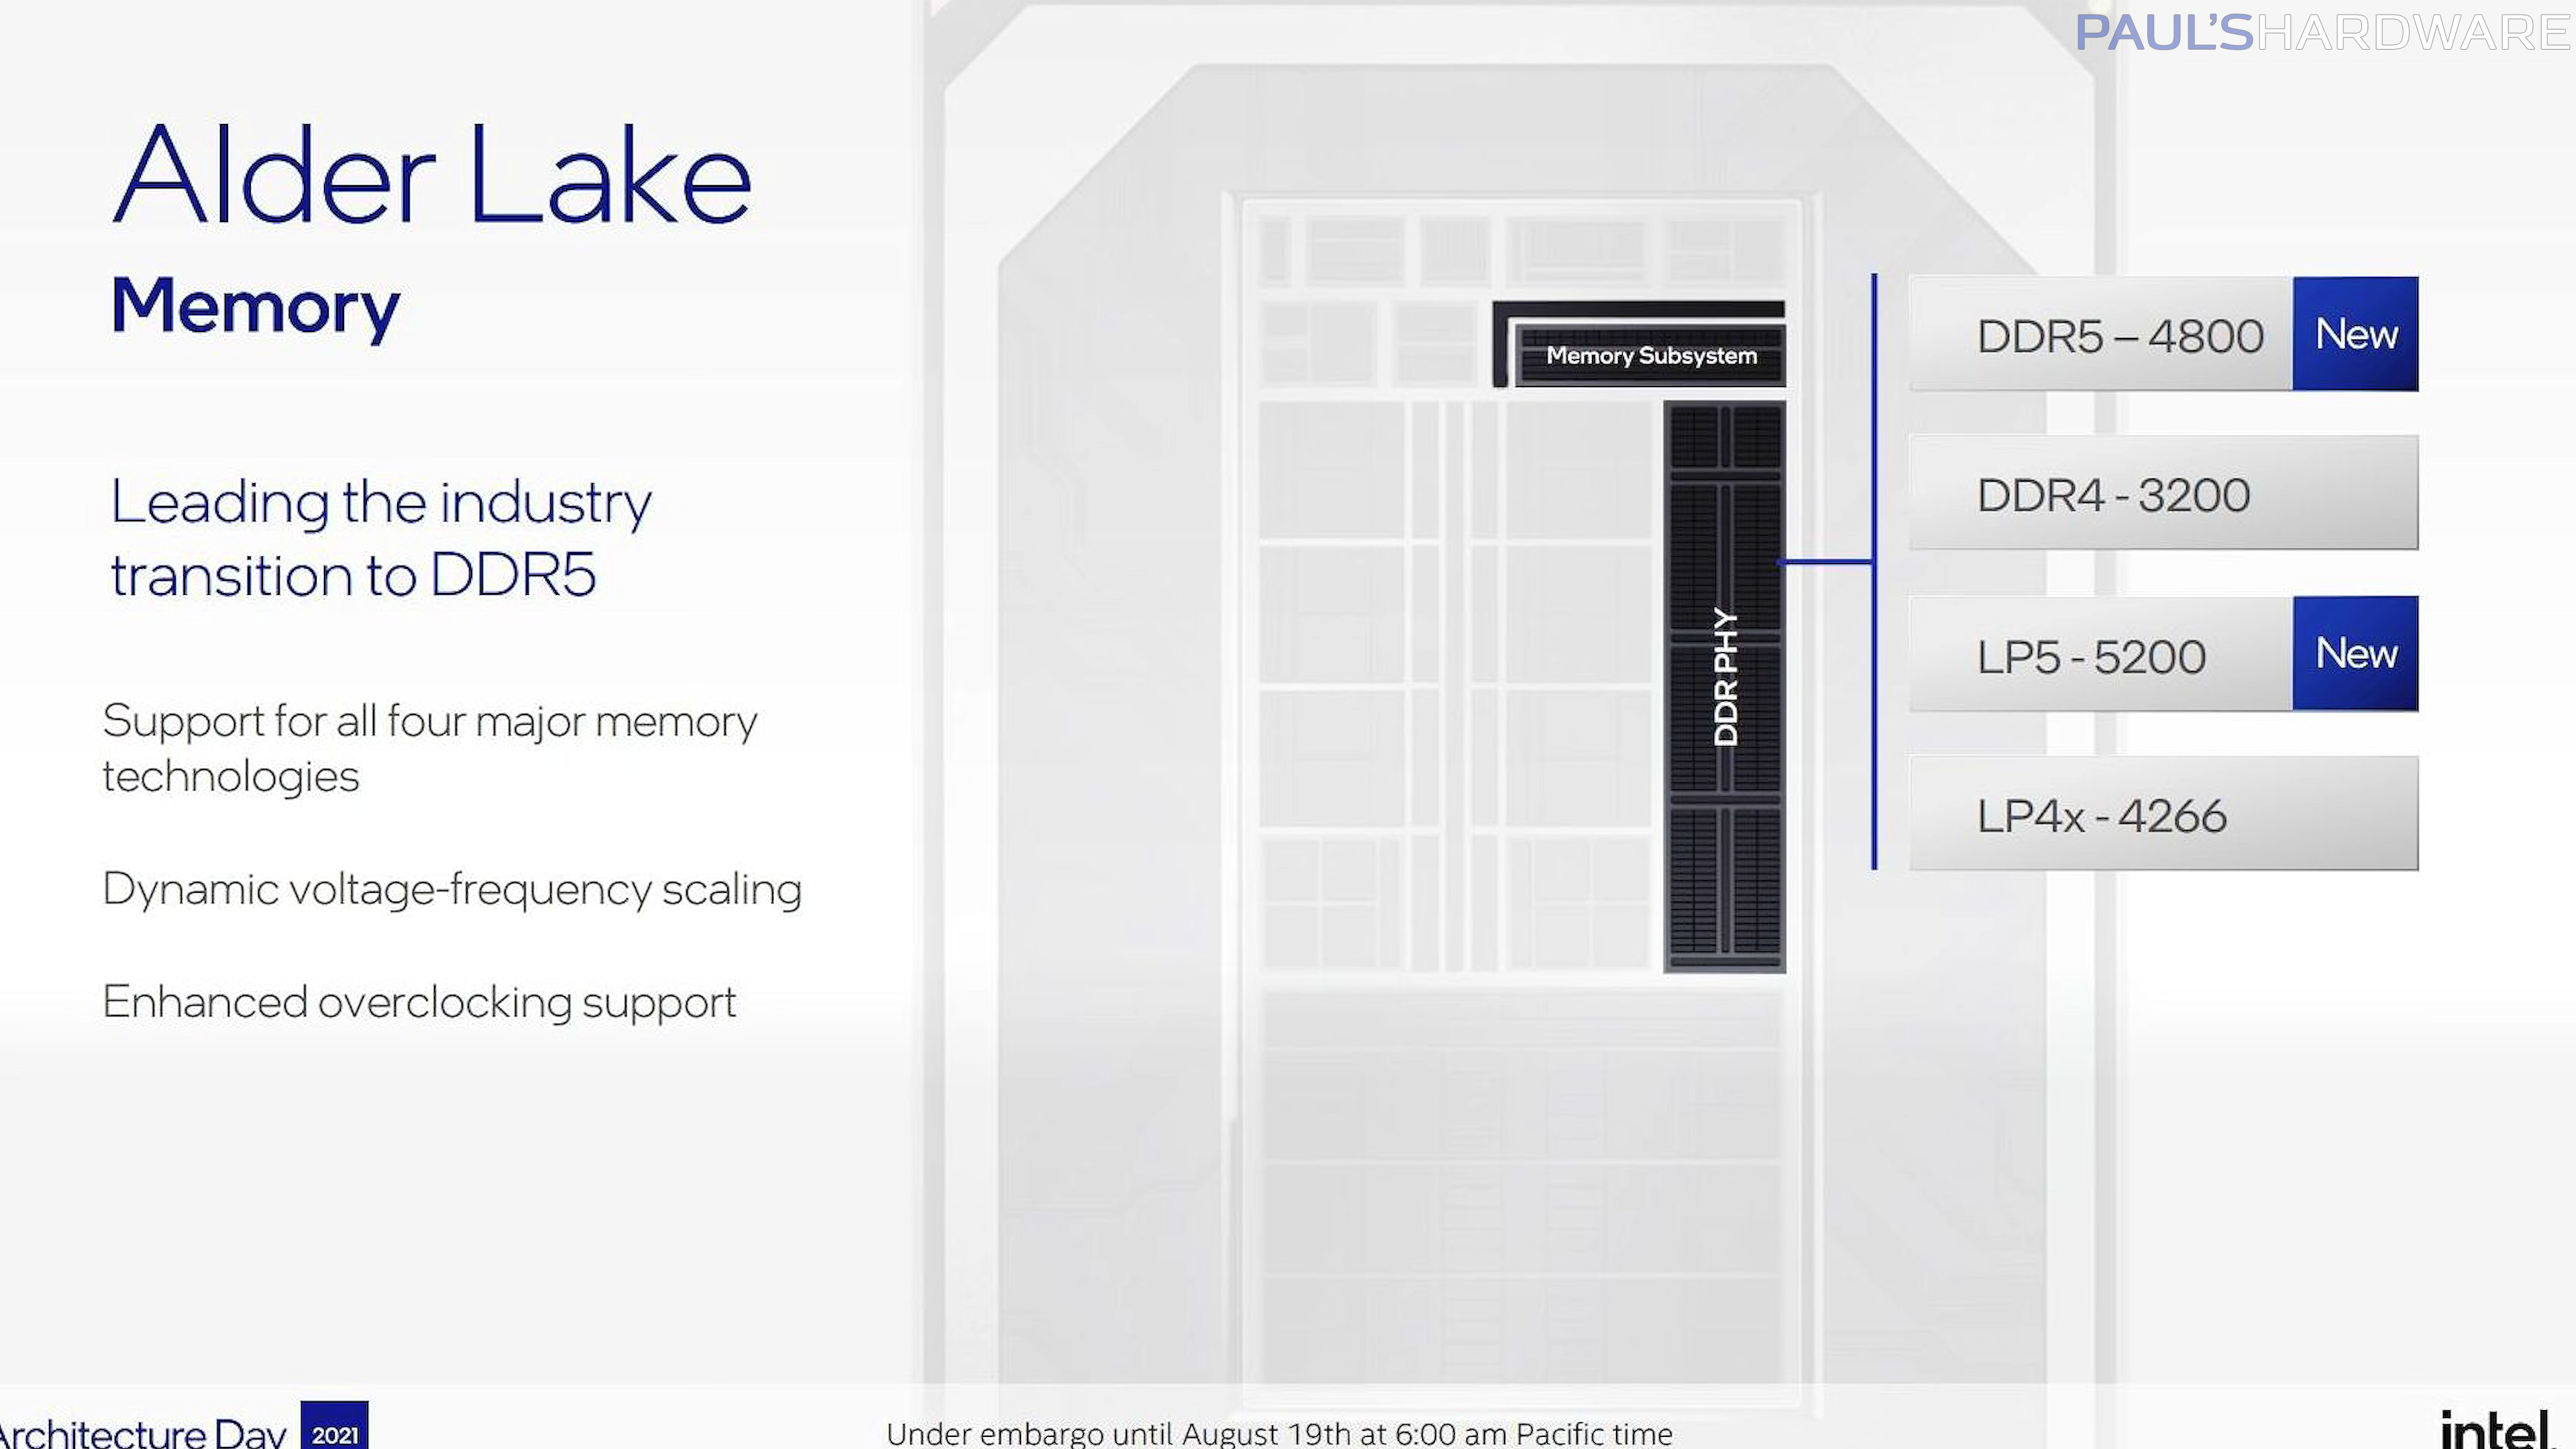 PAUL'SHARDWARE
Alder Lake
Memory
Leading the industry
transition to DDR5
Support for all four major memory
technologies
Dynamic voltage-frequency scaling
Enhanced overclocking support
Memory Subsystem
DDR PHY
DDR5 – 4800 New
DDR4 - 3200
LP5 - 5200 New
LP4x - 4266
Architecture Day 2021
Under embargo until August 19th at 6:00 am Pacific time
intel.